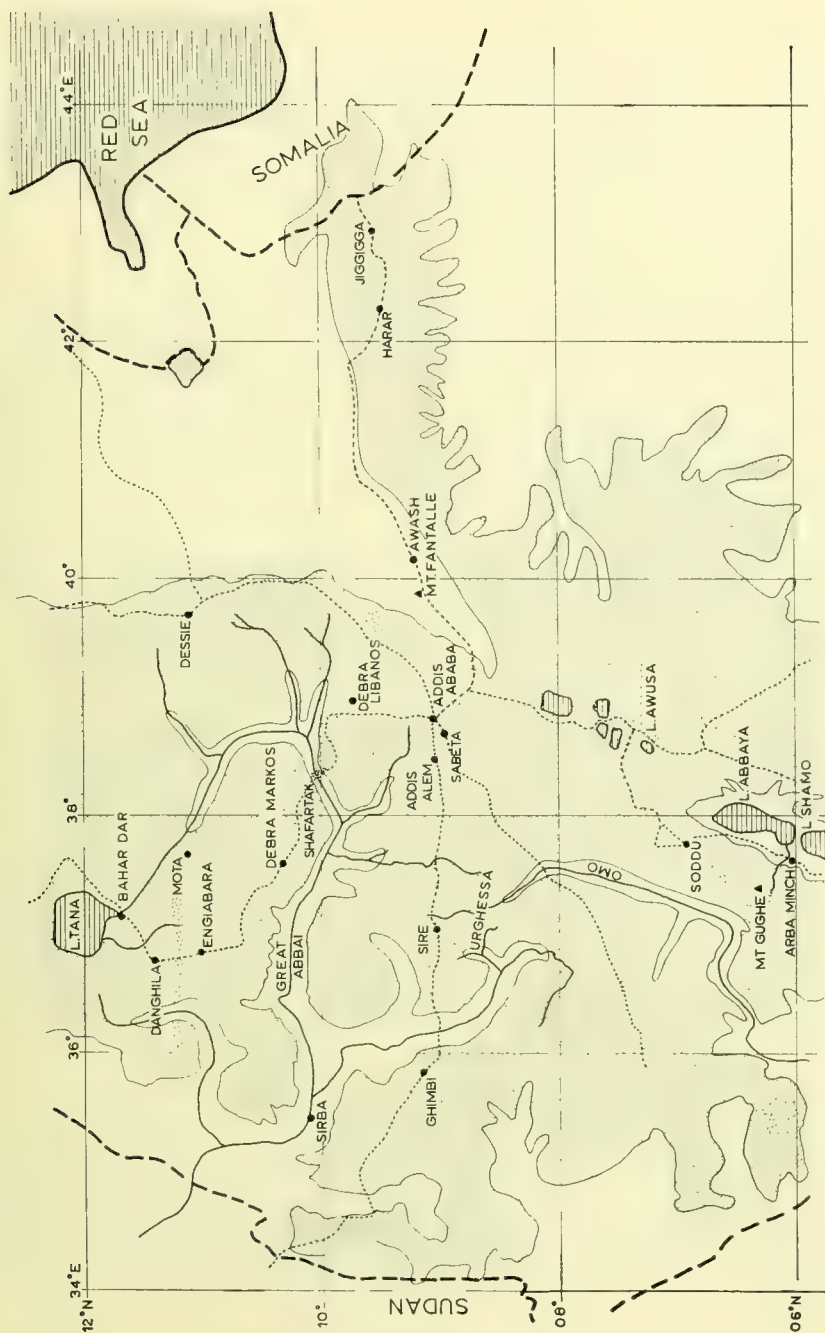 34°E
36°
38°
40°
42°
44°E
12°N
10°
08°
06°N
RED
SEA
SOMALIA
SUDAN
L.TANA
BAHAR DAR
DANGHILA
MOTA
ENGIABARA
DESSIE
DEBRA MARKOS
SHAFARTAK
GREAT
ABBAI
SIRBA
DEBRA
LIBANOS
JIGGIGGA
HARAR
AWASH
MT. FANTALLE
ADDIS
ABABA
SABETA
ADDIS
ALEM
SIRE
URGHESSA
GHIMBI
OMO
L.AWUSA
SODDU
L ABBAYA
L SHAMO
MT GUGHE
ARBA MINCH